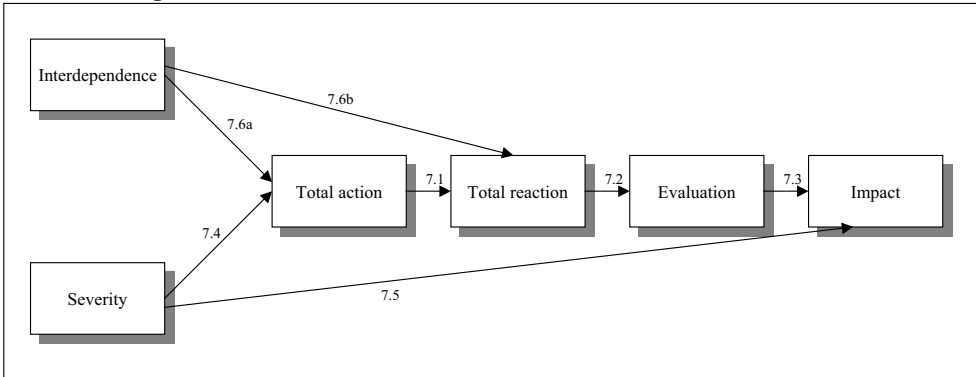 Interdependence
7.6b
7.6a
Total action
7.1
Total reaction
7.2
Evaluation
7.3
Impact
7.4
Severity
7.5